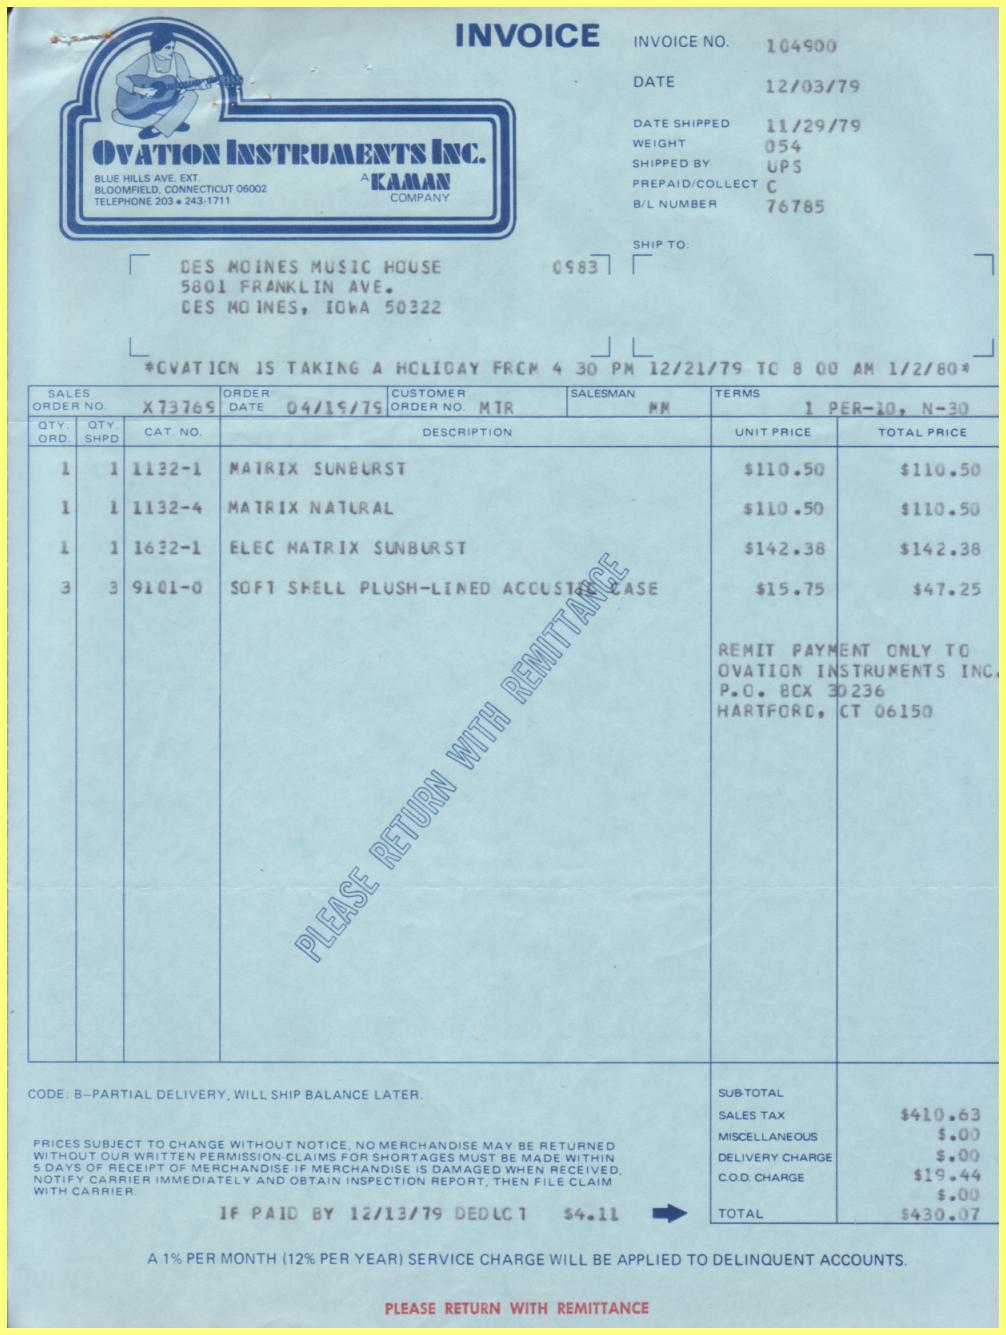 INVOICE
INVOICE NO. 104900
DATE 12/03/79
DATE SHIPPED 11/29/79
WEIGHT 054
SHIPPED BY UPS
PREPAID/COLLECT C
B/L NUMBER 76785
OVATION INSTRUMENTS INC.
BLUE HILLS AVE. EXT.
BLOOMFIELD, CONNECTICUT 06002
TELEPHONE 203 • 243-1711
A KAMAN
COMPANY
SHIP TO:
DES MOINES MUSIC HOUSE 0983
5801 FRANKLIN AVE.
DES MOINES, IOWA 50322
*OVATION IS TAKING A HOLIDAY FROM 4 30 PM 12/21/79 TO 8 00 AM 1/2/80*
SALES ORDER NO. X73769 ORDER DATE 04/19/79 CUSTOMER ORDER NO. MTR SALESMAN MM TERMS 1 PER-10, N-30
QTY. ORD. QTY. SHPD CAT. NO. DESCRIPTION UNIT PRICE TOTAL PRICE
1 1 1132-1 MATRIX SUNBURST $110.50 $110.50
1 1 1132-4 MATRIX NATURAL $110.50 $110.50
1 1 1632-1 ELEC MATRIX SUNBURST $142.38 $142.38
3 3 9101-0 SOFT SHELL PLUSH-LINED ACCUSTIC CASE $15.75 $47.25
REMIT PAYMENT ONLY TO
OVATION INSTRUMENTS INC.
P.O. BOX 30236
HARTFORD, CT 06150
PLEASE RETURN WITH REMITTANCE
CODE: B—PARTIAL DELIVERY, WILL SHIP BALANCE LATER.
PRICES SUBJECT TO CHANGE WITHOUT NOTICE, NO MERCHANDISE MAY BE RETURNED
WITHOUT OUR WRITTEN PERMISSION-CLAIMS FOR SHORTAGES MUST BE MADE WITHIN
5 DAYS OF RECEIPT OF MERCHANDISE-IF MERCHANDISE IS DAMAGED WHEN RECEIVED,
NOTIFY CARRIER IMMEDIATELY AND OBTAIN INSPECTION REPORT, THEN FILE CLAIM
WITH CARRIER.
SUB-TOTAL
SALES TAX $410.63
MISCELLANEOUS $.00
DELIVERY CHARGE $.00
C.O.D. CHARGE $19.44
$.00
IF PAID BY 12/13/79 DEDUCT $4.11 TOTAL $430.07
A 1% PER MONTH (12% PER YEAR) SERVICE CHARGE WILL BE APPLIED TO DELINQUENT ACCOUNTS.
PLEASE RETURN WITH REMITTANCE